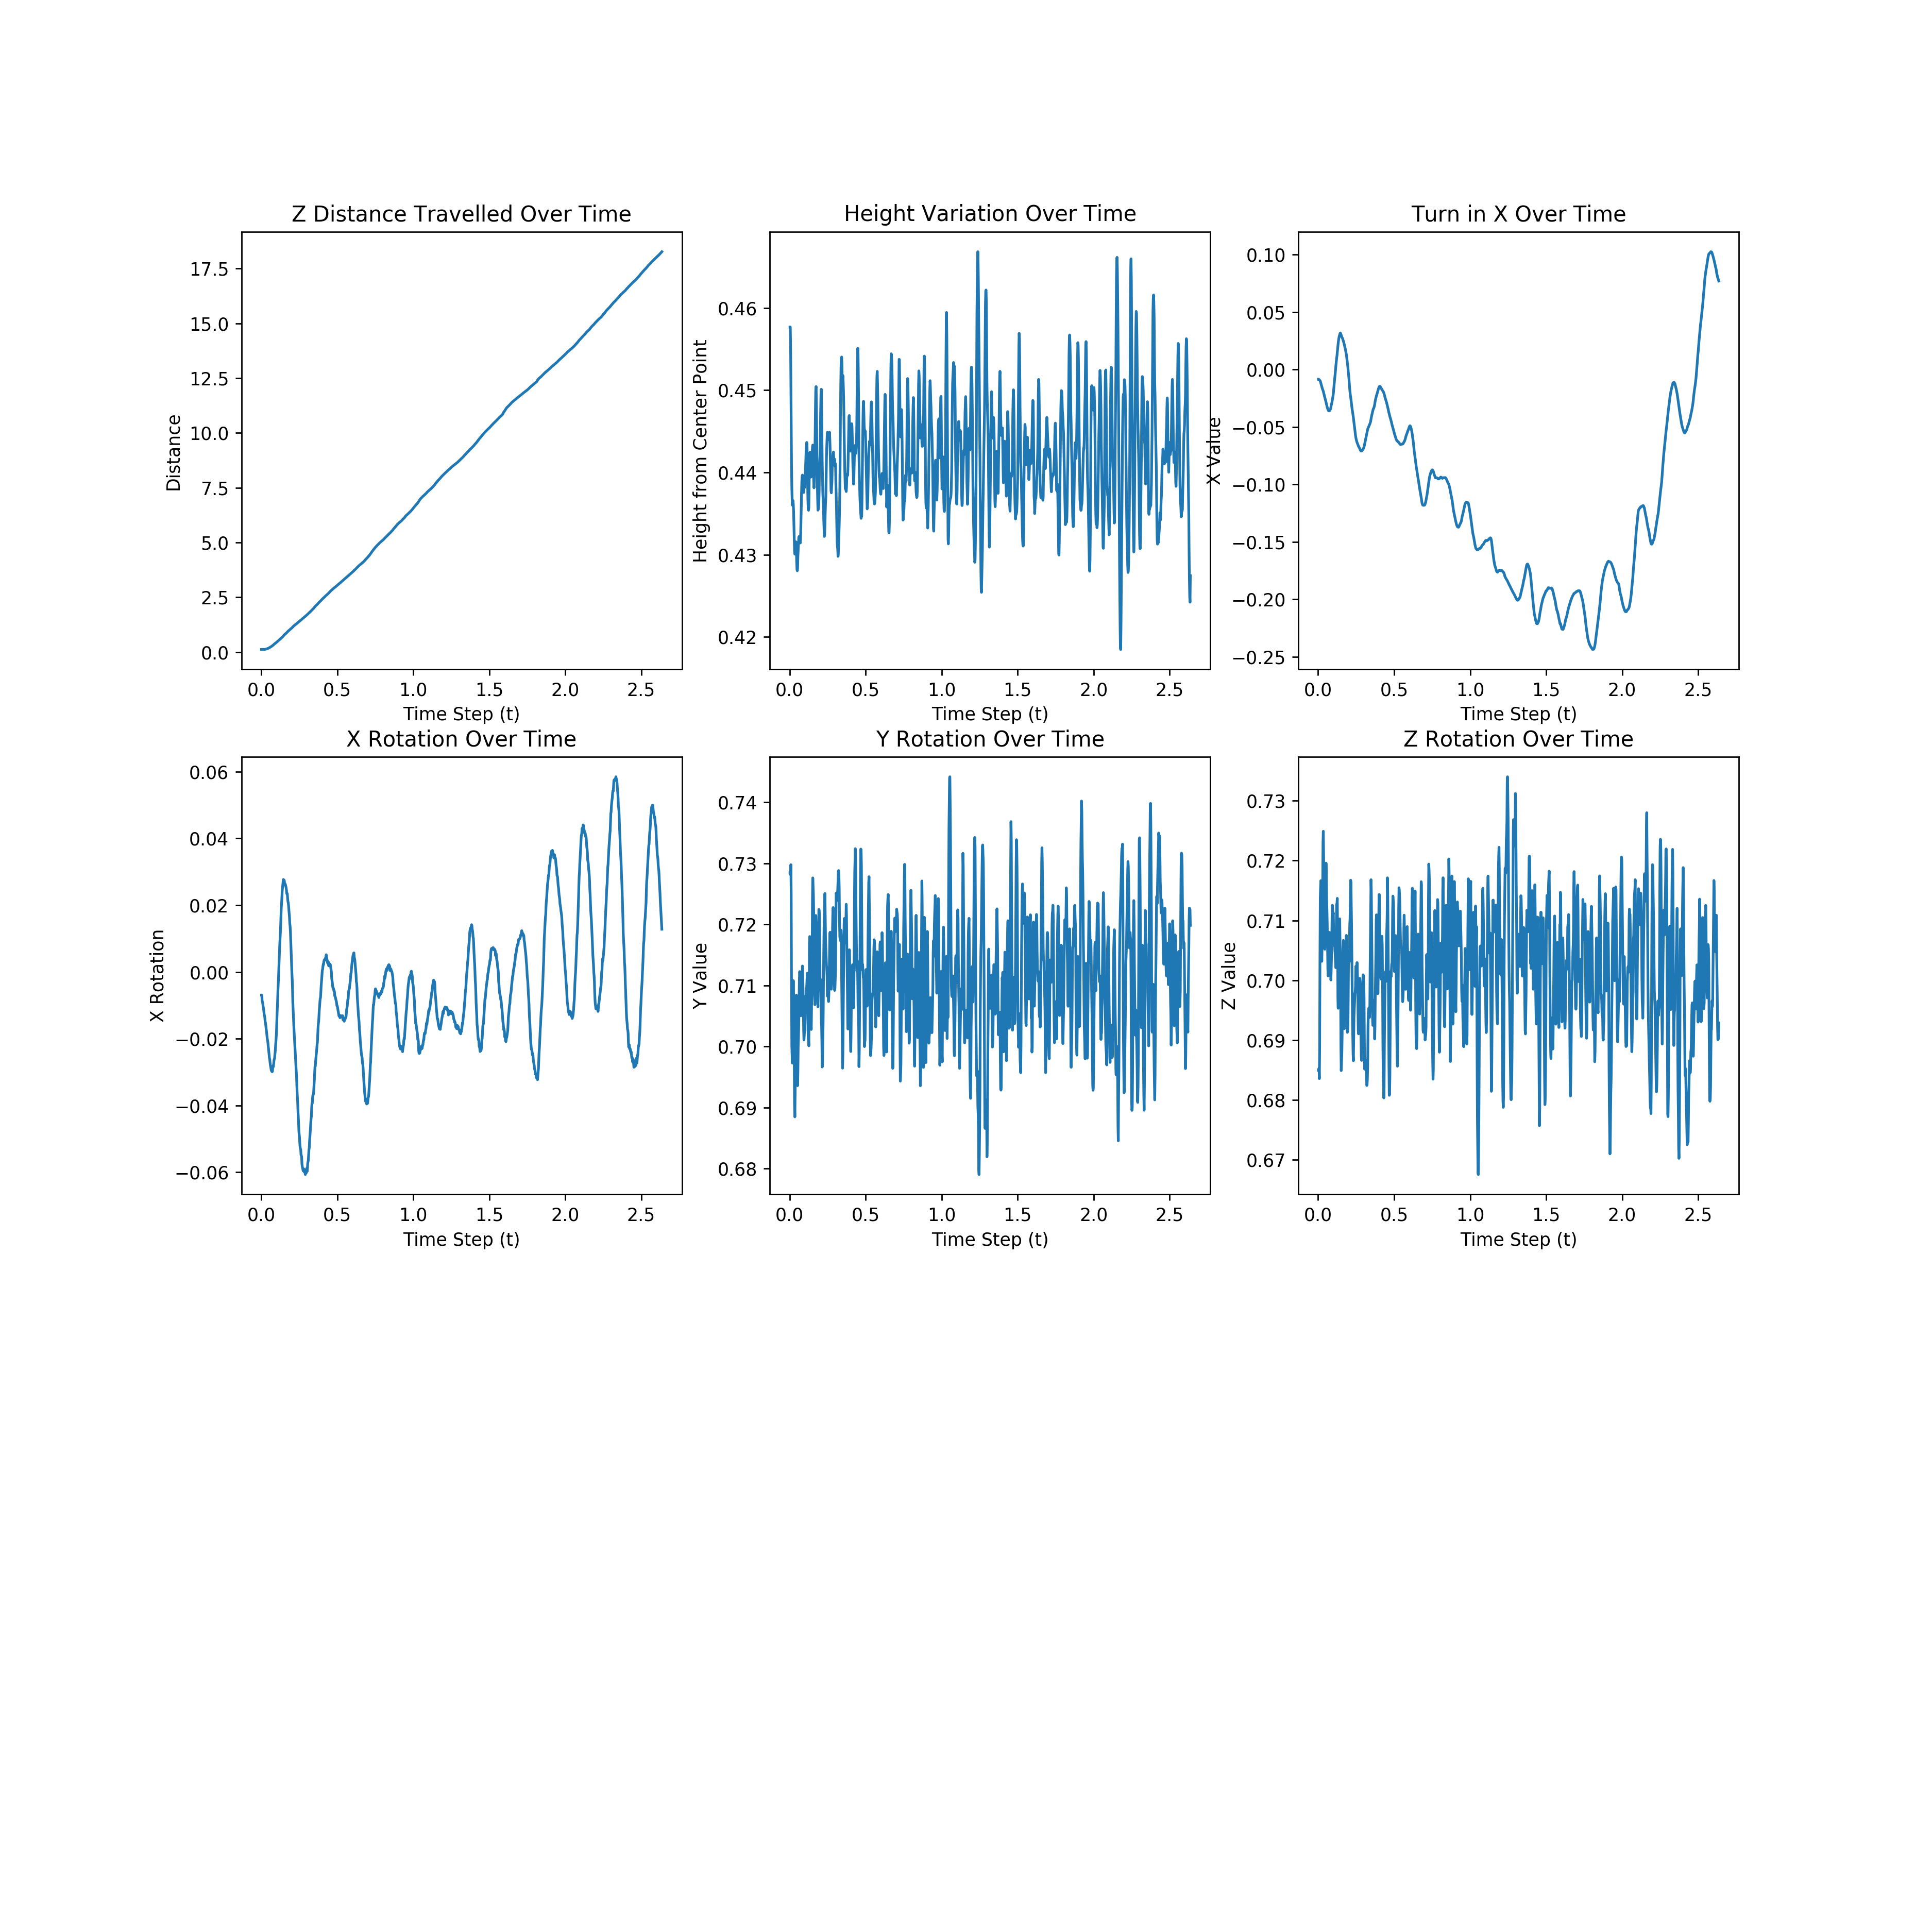 Z Distance Travelled Over Time
Distance
17.5
15.0
12.5
10.0
7.5
5.0
2.5
0.0
0.0 0.5 1.0 1.5 2.0 2.5
Time Step (t)
Height Variation Over Time
Height from Center Point
0.46
0.45
0.44
0.43
0.42
0.0 0.5 1.0 1.5 2.0 2.5
Time Step (t)
Turn in X Over Time
X Value
0.10
0.05
0.00
−0.05
−0.10
−0.15
−0.20
−0.25
0.0 0.5 1.0 1.5 2.0 2.5
Time Step (t)
X Rotation Over Time
X Rotation
0.06
0.04
0.02
0.00
−0.02
−0.04
−0.06
0.0 0.5 1.0 1.5 2.0 2.5
Time Step (t)
Y Rotation Over Time
Y Value
0.74
0.73
0.72
0.71
0.70
0.69
0.68
0.0 0.5 1.0 1.5 2.0 2.5
Time Step (t)
Z Rotation Over Time
Z Value
0.73
0.72
0.71
0.70
0.69
0.68
0.67
0.0 0.5 1.0 1.5 2.0 2.5
Time Step (t)